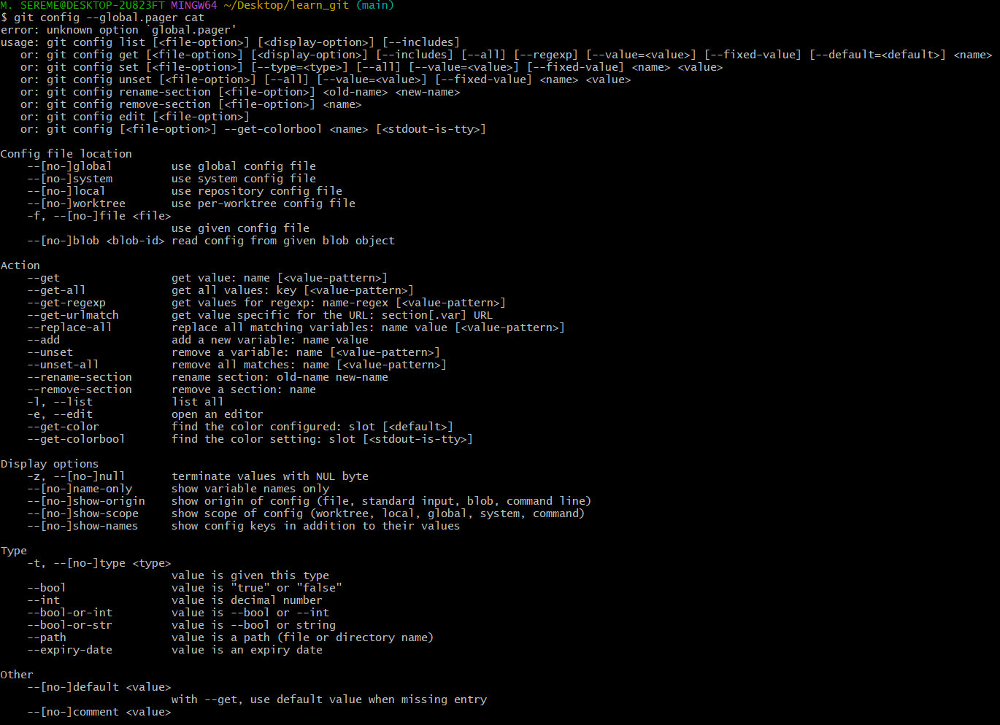 M. SEREME@DESKTOP-2U823FT MINGW64 ~/Desktop/learn_git (main)
$ git config --global.pager cat
error: unknown option `global.pager'
usage: git config list [<file-option>] [<display-option>] [--includes]
   or: git config get [<file-option>] [<display-option>] [--includes] [--all] [--regexp] [--value=<value>] [--fixed-value] [--default=<default>] <name>
   or: git config set [<file-option>] [--type=<type>] [--all] [--value=<value>] [--fixed-value] <name> <value>
   or: git config unset [<file-option>] [--all] [--value=<value>] [--fixed-value] <name> <value>
   or: git config rename-section [<file-option>] <old-name> <new-name>
   or: git config remove-section [<file-option>] <name>
   or: git config edit [<file-option>]
   or: git config [<file-option>] --get-colorbool <name> [<stdout-is-tty>]

Config file location
    --[no-]global         use global config file
    --[no-]system         use system config file
    --[no-]local          use repository config file
    --[no-]worktree       use per-worktree config file
    -f, --[no-]file <file>
                          use given config file
    --[no-]blob <blob-id> read config from given blob object

Action
    --get                 get value: name [<value-pattern>]
    --get-all             get all values: key [<value-pattern>]
    --get-regexp          get values for regexp: name-regex [<value-pattern>]
    --get-urlmatch        get value specific for the URL: section[.var] URL
    --replace-all         replace all matching variables: name value [<value-pattern>]
    --add                 add a new variable: name value
    --unset               remove a variable: name [<value-pattern>]
    --unset-all           remove all matches: name [<value-pattern>]
    --rename-section      rename section: old-name new-name
    --remove-section      remove a section: name
    -l, --list            list all
    -e, --edit            open an editor
    --get-color           find the color configured: slot [<default>]
    --get-colorbool       find the color setting: slot [<stdout-is-tty>]

Display options
    -z, --[no-]null       terminate values with NUL byte
    --[no-]name-only      show variable names only
    --[no-]show-origin    show origin of config (file, standard input, blob, command line)
    --[no-]show-scope     show scope of config (worktree, local, global, system, command)
    --[no-]show-names     show config keys in addition to their values

Type
    -t, --[no-]type <type>
                          value is given this type
    --bool                value is "true" or "false"
    --int                 value is decimal number
    --bool-or-int         value is --bool or --int
    --bool-or-str         value is --bool or string
    --path                value is a path (file or directory name)
    --expiry-date         value is an expiry date

Other
    --[no-]default <value>
                          with --get, use default value when missing entry
    --[no-]comment <value>